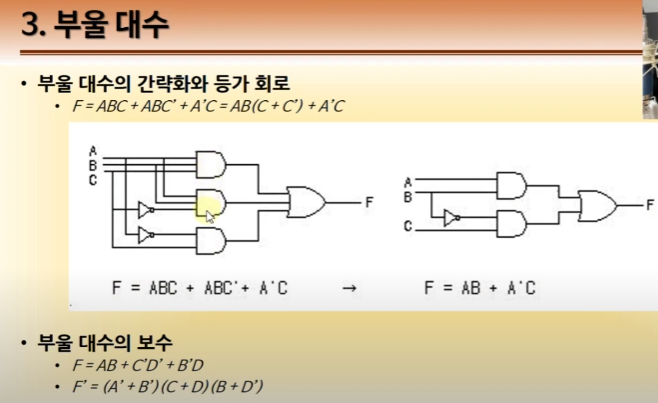 3. 부울 대수
• 부울 대수의 간략화와 등가 회로
• F = ABC + ABC' + A'C = AB(C + C') + A'C
A
B
C
F
A
B
C
F
F = ABC + ABC'+ A'C → F = AB + A'C
• 부울 대수의 보수
• F = AB + C'D' + B'D
• F' = (A' + B')(C + D)(B + D')